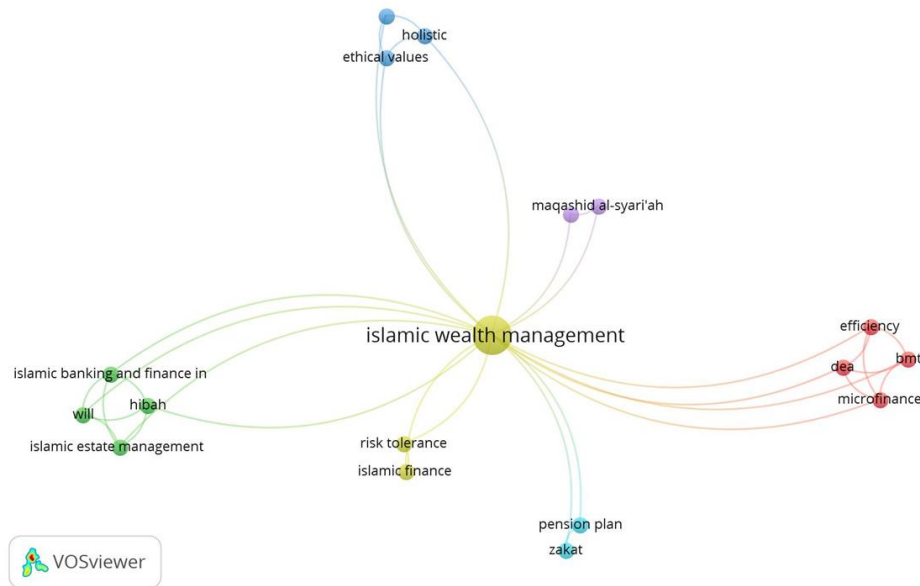 holistic
ethical values
maqashid al-syari'ah
islamic wealth management
efficiency
bmt
dea
microfinance
islamic banking and finance in
hibah
will
islamic estate management
risk tolerance
islamic finance
pension plan
zakat
VOSviewer